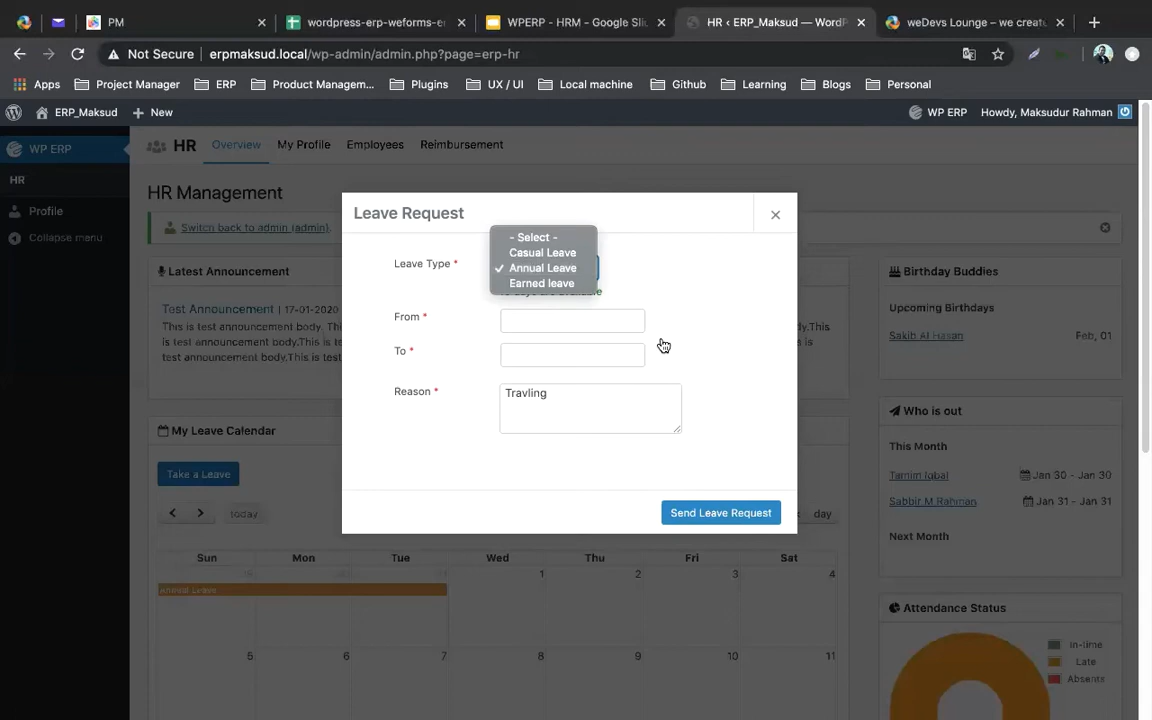 PM
wordpress-erp-weforms-e
WPERP - HRM - Google Slid
HR ‹ ERP_Maksud — WordP
weDevs Lounge – we creat
Not Secure
erpmaksud.local/wp-admin/admin.php?page=erp-hr
Apps
Project Manager
ERP
Product Managem...
Plugins
UX / UI
Local machine
Github
Learning
Blogs
Personal
ERP_Maksud
New
WP ERP
Howdy, Maksudur Rahman
WP ERP
HR
Overview
My Profile
Employees
Reimbursement
HR
Profile
Collapse menu
HR Management
Switch back to admin (admin).
Latest Announcement
Test Announcement | 17-01-2020
This is test announcement body.
This is test announcement body.This is
test announcement body.This is
Leave Request
Leave Type *
- Select -
Casual Leave
Annual Leave
Earned leave
From *
To *
Reason *
Travling
Send Leave Request
Birthday Buddies
Upcoming Birthdays
Sakib Al Hasan
Feb, 01
Who is out
This Month
Tamim Iqbal
Jan 30 - Jan 30
Sabbir M Rahman
Jan 31 - Jan 31
Next Month
My Leave Calendar
Take a Leave
today
day
Sun Mon Tue Wed Thu Fri Sat
1 2 3 4
Annual Leave
5 6 7 8 9 10 11
Attendance Status
In-time
Late
Absents